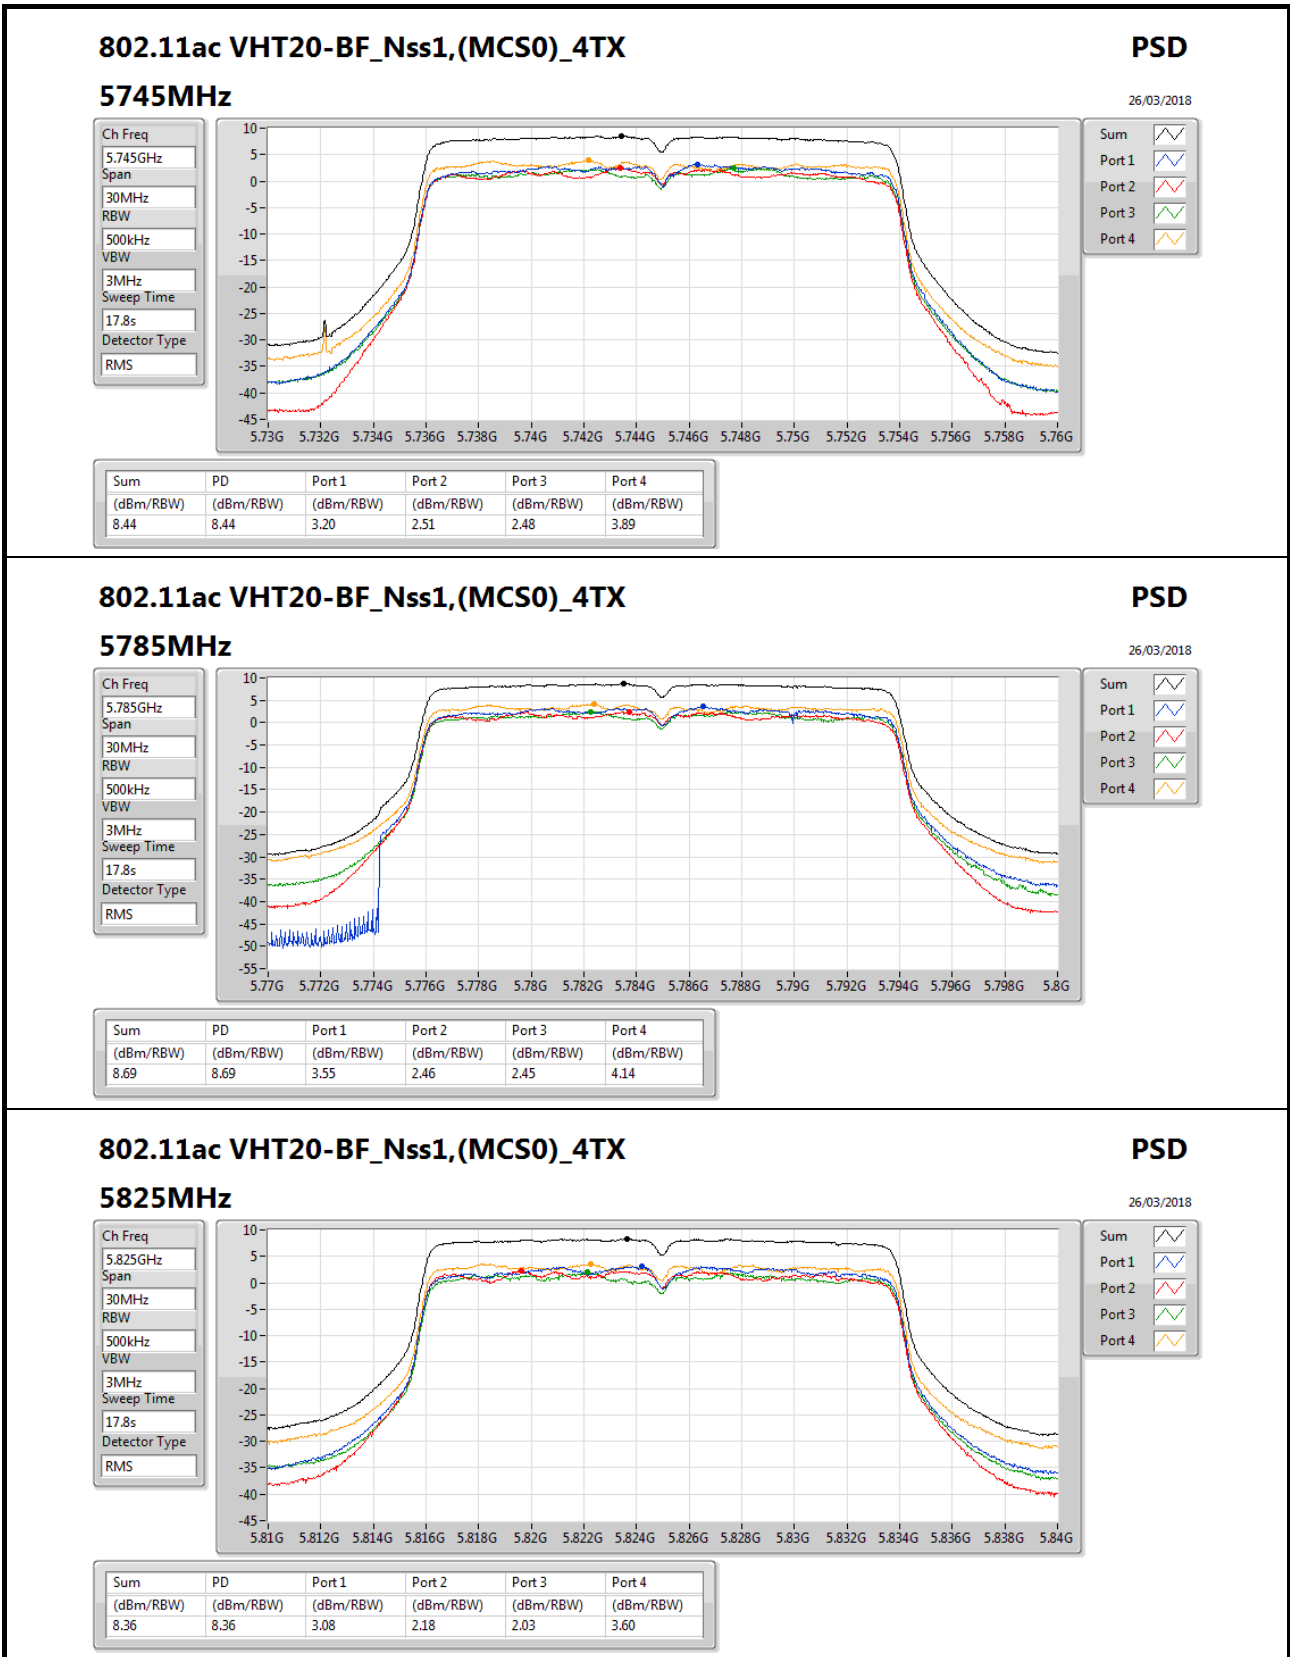 802.11ac VHT20-BF_Nss1,(MCS0)_4TX PSD
5745MHz 26/03/2018
Ch Freq
5.745GHz
Span
30MHz
RBW
500kHz
VBW
3MHz
Sweep Time
17.8s
Detector Type
RMS
10
5
0
-5
-10
-15
-20
-25
-30
-35
-40
-45
5.73G 5.732G 5.734G 5.736G 5.738G 5.74G 5.742G 5.744G 5.746G 5.748G 5.75G 5.752G 5.754G 5.756G 5.758G 5.76G
Sum
Port 1
Port 2
Port 3
Port 4
Sum PD Port 1 Port 2 Port 3 Port 4
(dBm/RBW) (dBm/RBW) (dBm/RBW) (dBm/RBW) (dBm/RBW) (dBm/RBW)
8.44 8.44 3.20 2.51 2.48 3.89
802.11ac VHT20-BF_Nss1,(MCS0)_4TX PSD
5785MHz 26/03/2018
Ch Freq
5.785GHz
Span
30MHz
RBW
500kHz
VBW
3MHz
Sweep Time
17.8s
Detector Type
RMS
10
5
0
-5
-10
-15
-20
-25
-30
-35
-40
-45
-50
-55
5.77G 5.772G 5.774G 5.776G 5.778G 5.78G 5.782G 5.784G 5.786G 5.788G 5.79G 5.792G 5.794G 5.796G 5.798G 5.8G
Sum
Port 1
Port 2
Port 3
Port 4
Sum PD Port 1 Port 2 Port 3 Port 4
(dBm/RBW) (dBm/RBW) (dBm/RBW) (dBm/RBW) (dBm/RBW) (dBm/RBW)
8.69 8.69 3.55 2.46 2.45 4.14
802.11ac VHT20-BF_Nss1,(MCS0)_4TX PSD
5825MHz 26/03/2018
Ch Freq
5.825GHz
Span
30MHz
RBW
500kHz
VBW
3MHz
Sweep Time
17.8s
Detector Type
RMS
10
5
0
-5
-10
-15
-20
-25
-30
-35
-40
-45
5.81G 5.812G 5.814G 5.816G 5.818G 5.82G 5.822G 5.824G 5.826G 5.828G 5.83G 5.832G 5.834G 5.836G 5.838G 5.84G
Sum
Port 1
Port 2
Port 3
Port 4
Sum PD Port 1 Port 2 Port 3 Port 4
(dBm/RBW) (dBm/RBW) (dBm/RBW) (dBm/RBW) (dBm/RBW) (dBm/RBW)
8.36 8.36 3.08 2.18 2.03 3.60